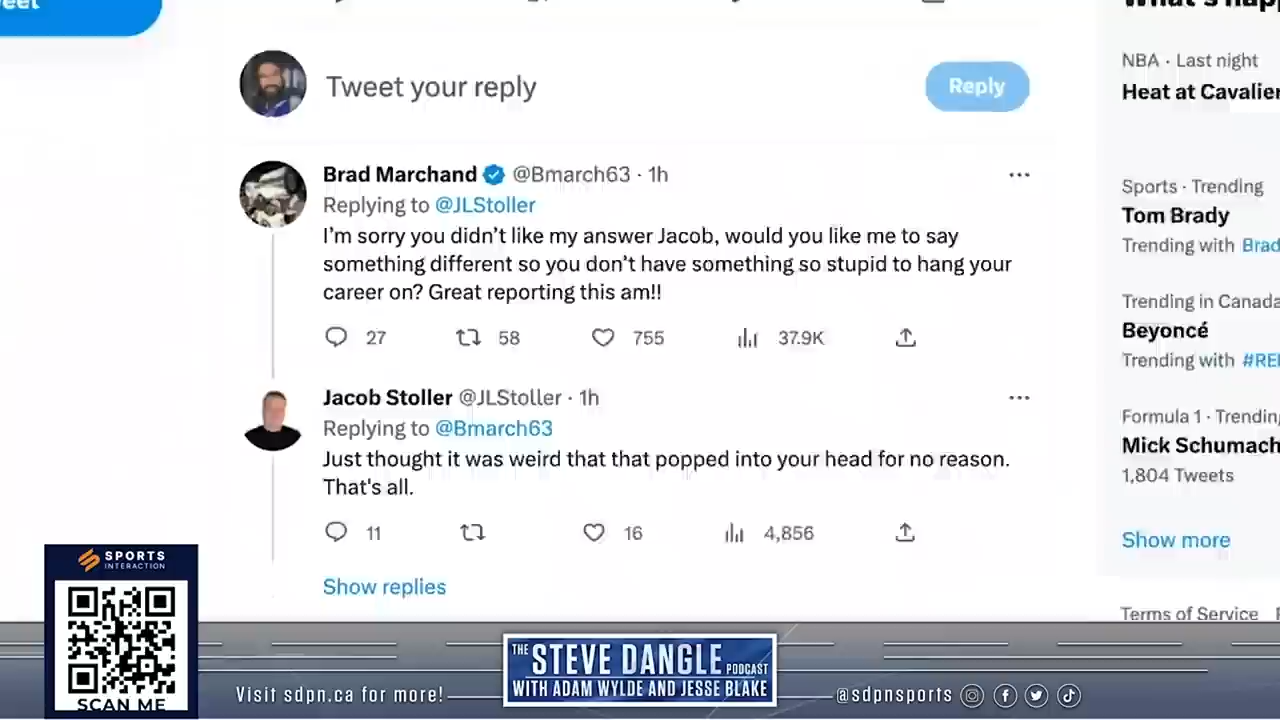 What's hap
NBA · Last night
Heat at Cavalier
Tweet your reply
Reply
Brad Marchand @Bmarch63 · 1h
Replying to @JLStoller
I'm sorry you didn't like my answer Jacob, would you like me to say
something different so you don't have something so stupid to hang your
career on? Great reporting this am!!
27 58 755 37.9K
Jacob Stoller @JLStoller · 1h
Replying to @Bmarch63
Just thought it was weird that that popped into your head for no reason.
That's all.
11 16 4,856
Show replies
Sports · Trending
Tom Brady
Trending with Brad
Trending in Canada
Beyoncé
Trending with #RE
Formula 1 · Trending
Mick Schumach
1,804 Tweets
Show more
Terms of Service
SPORTS
INTERACTION
SCAN ME
Visit sdpn.ca for more!
THE STEVE DANGLE PODCAST
WITH ADAM WYLDE AND JESSE BLAKE
@sdpnsports